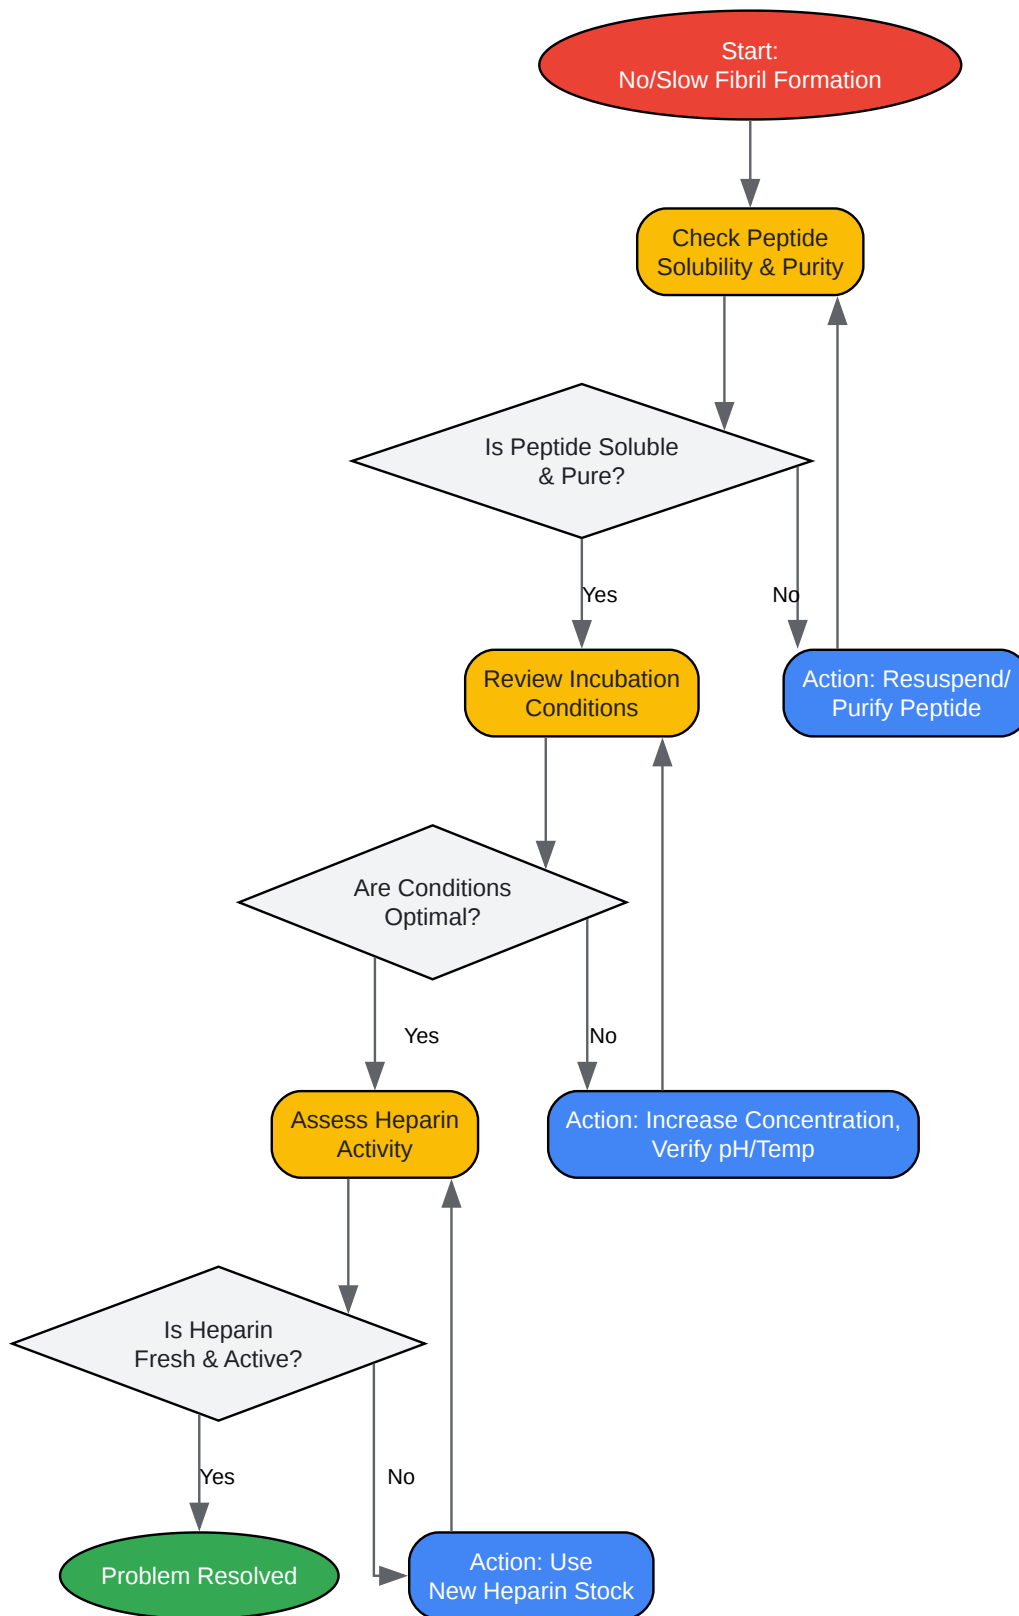 Start:
No/Slow Fibril Formation
Check Peptide
Solubility & Purity
Is Peptide Soluble
& Pure?
Yes
No
Review Incubation
Conditions
Action: Resuspend/
Purify Peptide
Are Conditions
Optimal?
Yes
No
Assess Heparin
Activity
Action: Increase Concentration,
Verify pH/Temp
Is Heparin
Fresh & Active?
Yes
No
Problem Resolved
Action: Use
New Heparin Stock